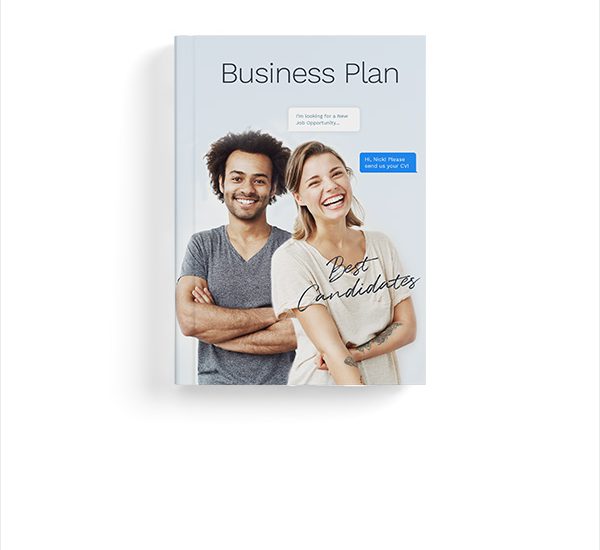 Business Plan
I'm looking for a New
Job Opportunity...
Hi, Nick! Please
send us your CV!
Best
Candidates